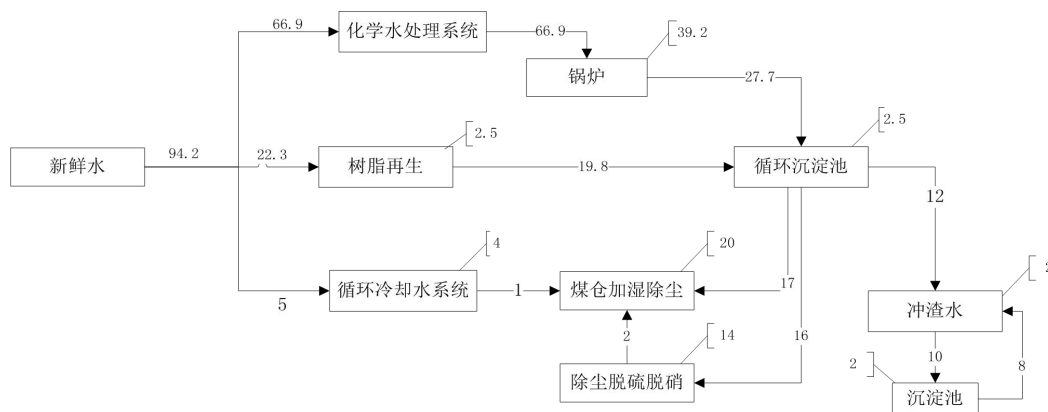 66.9
化学水处理系统
66.9
39.2
锅炉
27.7
新鲜水
94.2
22.3
2.5
树脂再生
19.8
2.5
循环沉淀池
12
4
5
循环冷却水系统
1
20
煤仓加湿除尘
17
2
冲渣水
2
14
16
除尘脱硫脱硝
10
8
2
沉淀池